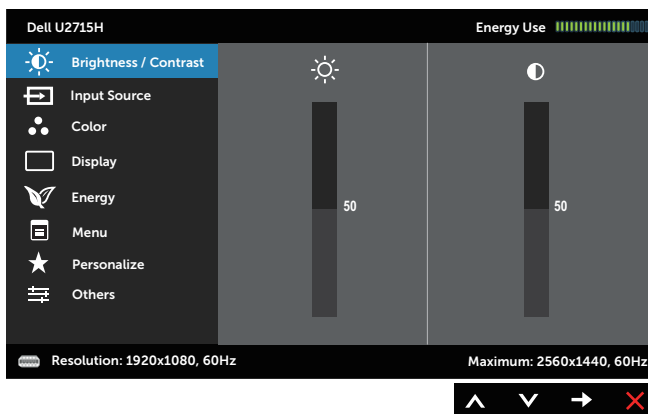 Dell U2715H Energy Use
Brightness / Contrast
Input Source
Color
Display
Energy
Menu
Personalize
Others
50 50
Resolution: 1920x1080, 60Hz Maximum: 2560x1440, 60Hz